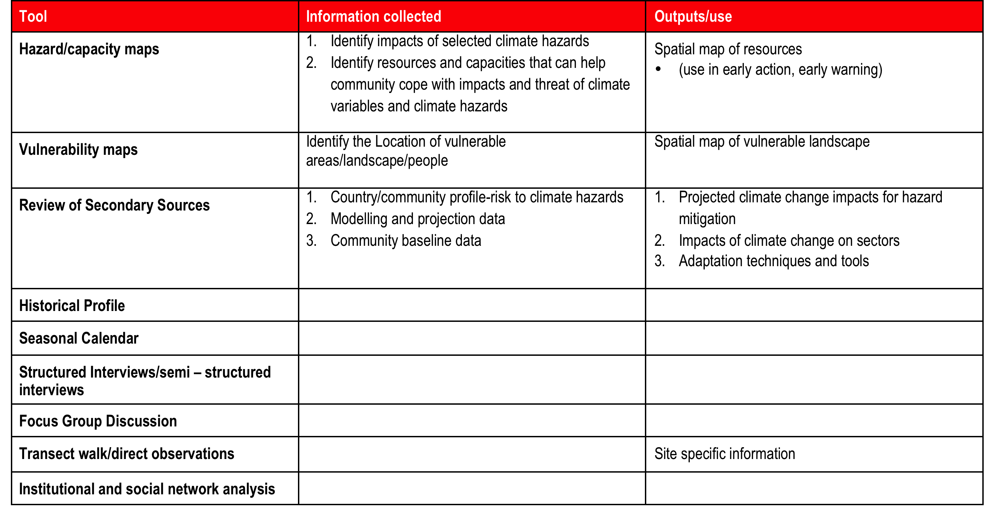 Tool
Information collected
Outputs/use
Hazard/capacity maps
1. Identify impacts of selected climate hazards
2. Identify resources and capacities that can help
community cope with impacts and threat of climate
variables and climate hazards
Spatial map of resources
• (use in early action, early warning)
Vulnerability maps
Identify the Location of vulnerable
areas/landscape/people
Spatial map of vulnerable landscape
Review of Secondary Sources
1. Country/community profile-risk to climate hazards
2. Modelling and projection data
3. Community baseline data
1. Projected climate change impacts for hazard
mitigation
2. Impacts of climate change on sectors
3. Adaptation techniques and tools
Historical Profile
Seasonal Calendar
Structured Interviews/semi – structured
interviews
Focus Group Discussion
Transect walk/direct observations
Site specific information
Institutional and social network analysis